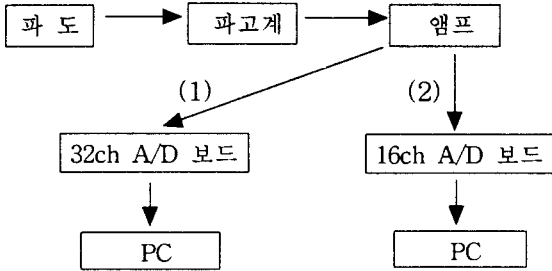 파 도
파고계
앰프
(1)
(2)
32ch A/D 보드
16ch A/D 보드
PC
PC